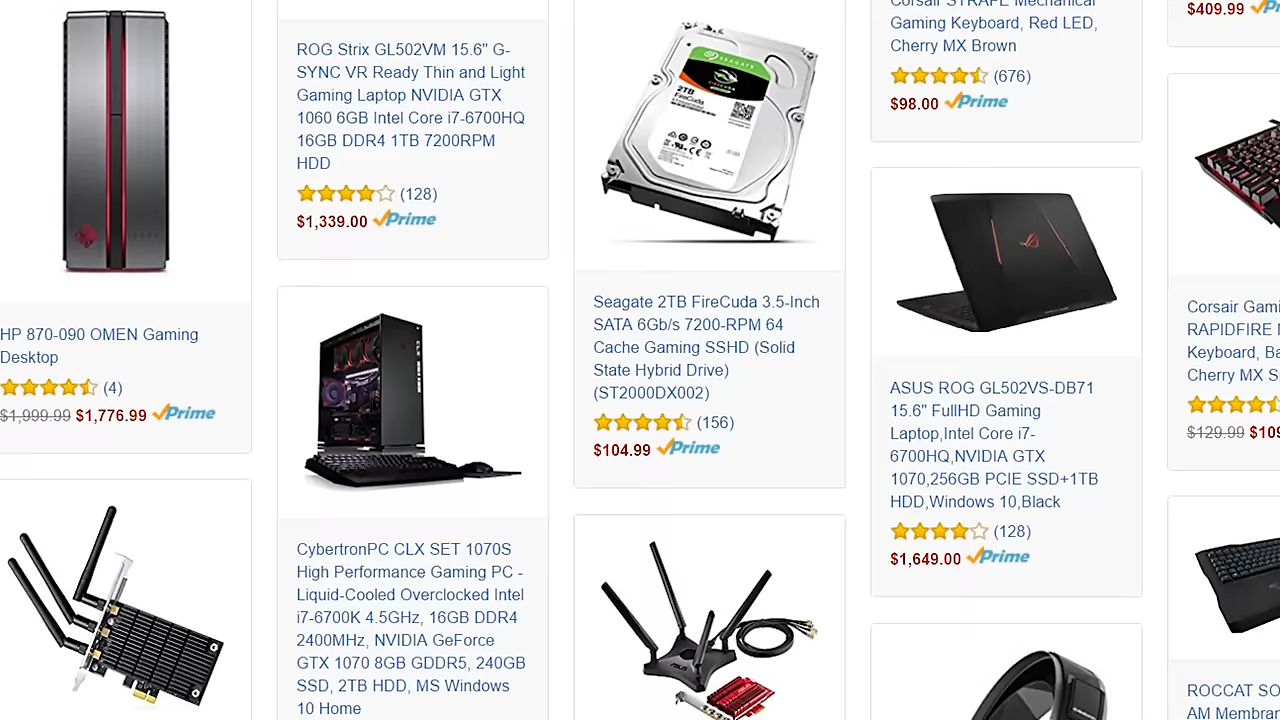 HP 870-090 OMEN Gaming
Desktop
(4)
$1,999.99 $1,776.99 Prime
ROG Strix GL502VM 15.6" G-
SYNC VR Ready Thin and Light
Gaming Laptop NVIDIA GTX
1060 6GB Intel Core i7-6700HQ
16GB DDR4 1TB 7200RPM
HDD
(128)
$1,339.00 Prime
CybertronPC CLX SET 1070S
High Performance Gaming PC -
Liquid-Cooled Overclocked Intel
i7-6700K 4.5GHz, 16GB DDR4
2400MHz, NVIDIA GeForce
GTX 1070 8GB GDDR5, 240GB
SSD, 2TB HDD, MS Windows
10 Home
SEAGATE
2TB
FireCuda
Seagate 2TB FireCuda 3.5-Inch
SATA 6Gb/s 7200-RPM 64
Cache Gaming SSHD (Solid
State Hybrid Drive)
(ST2000DX002)
(156)
$104.99 Prime
Corsair STRAFE Mechanical
Gaming Keyboard, Red LED,
Cherry MX Brown
(676)
$98.00 Prime
ASUS ROG GL502VS-DB71
15.6" FullHD Gaming
Laptop,Intel Core i7-
6700HQ,NVIDIA GTX
1070,256GB PCIE SSD+1TB
HDD,Windows 10,Black
(128)
$1,649.00 Prime
$409.99
Corsair Gami
RAPIDFIRE
Keyboard, Ba
Cherry MX S
$129.99 $109
ROCCAT SO
AM Membran